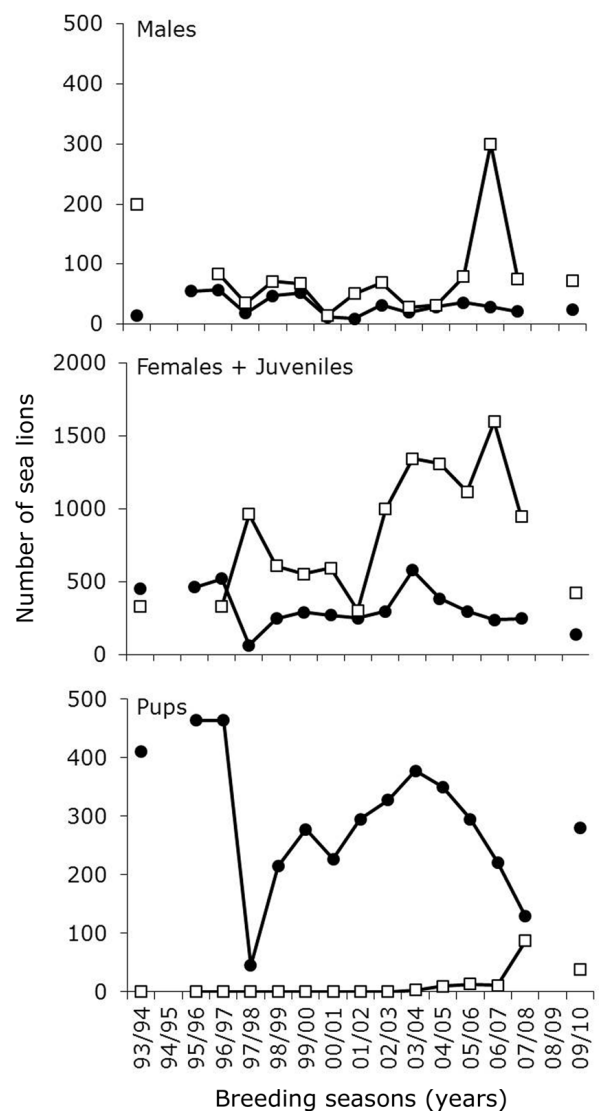 500
Males
400
300
200
100
0
2000
Females + Juveniles
1500
1000
500
0
Number of sea lions
500
Pups
400
300
200
100
0
93/94 94/95 95/96 96/97 97/98 98/99 99/00 00/01 01/02 02/03 03/04 04/05 05/06 06/07 07/08 08/09 09/10
Breeding seasons (years)